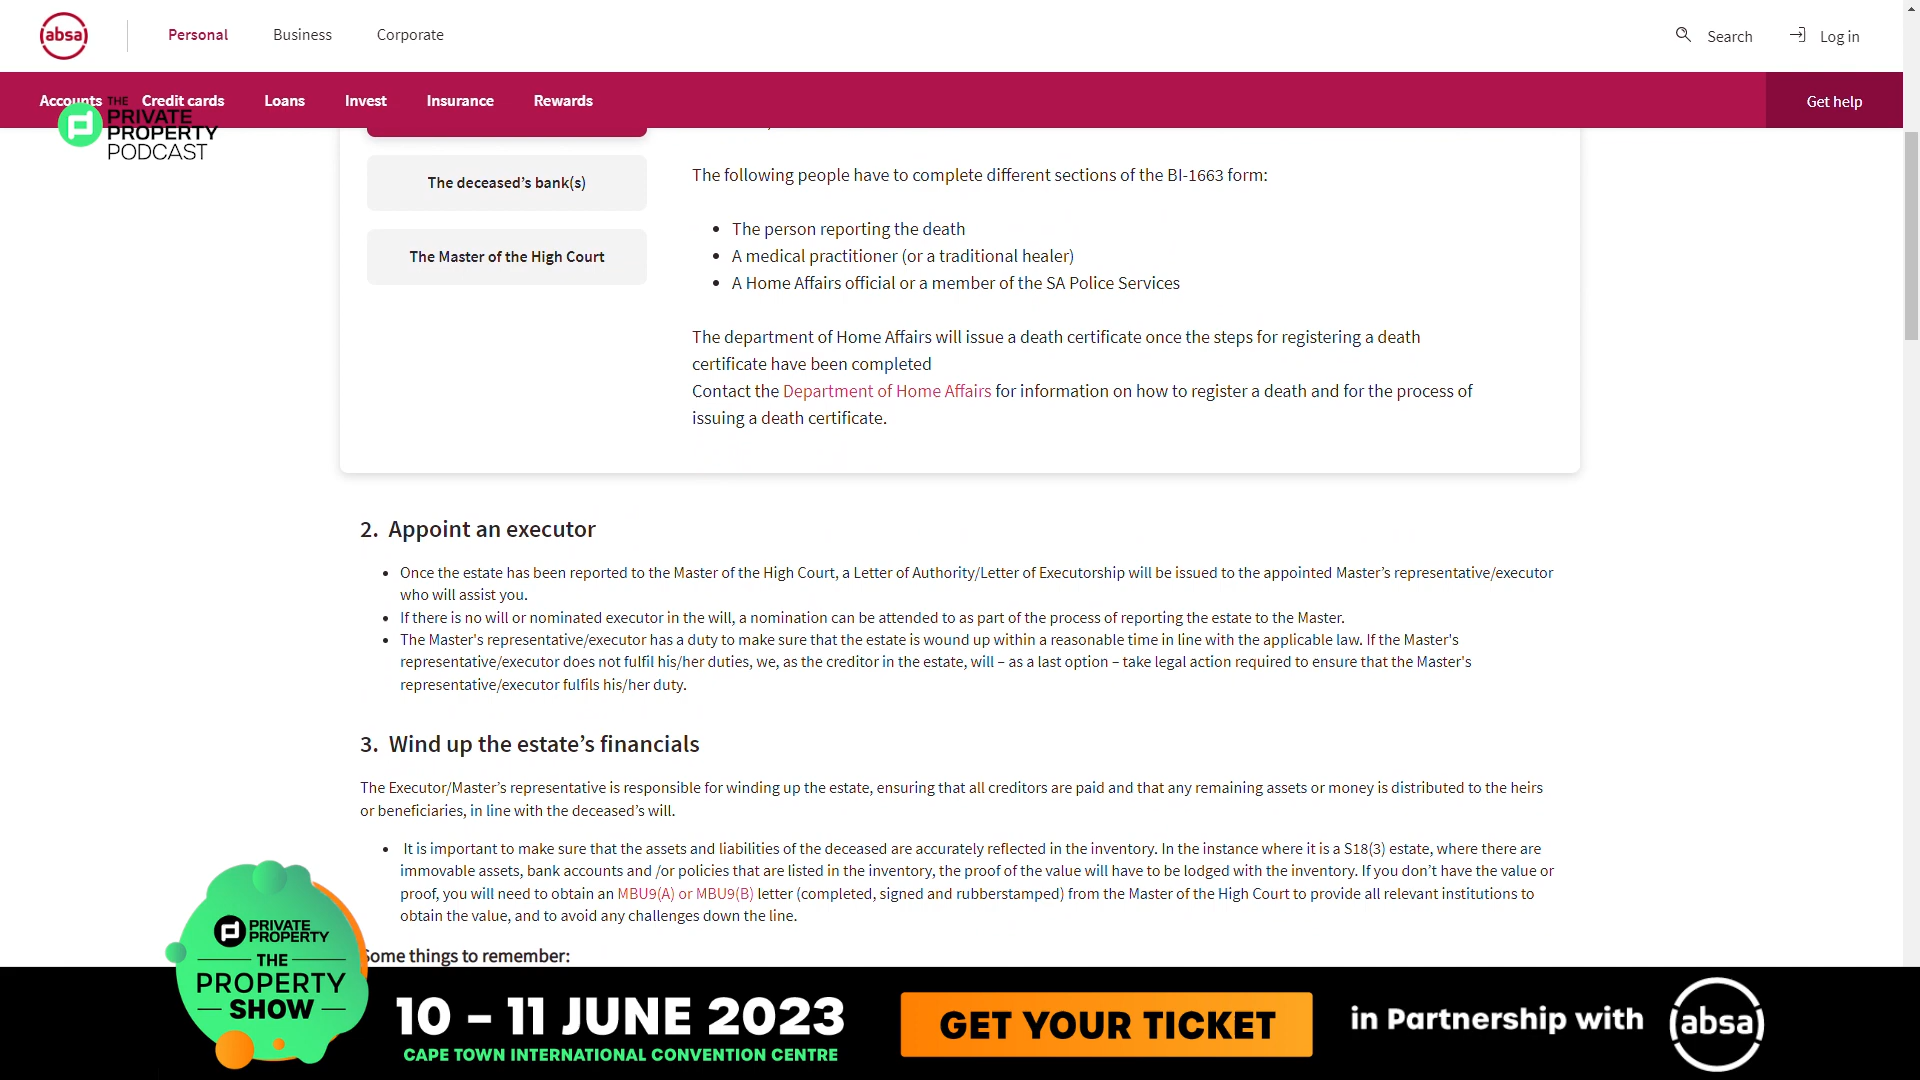 absa
Personal
Business
Corporate
Search
Log in
Accounts
Credit cards
Loans
Invest
Insurance
Rewards
Get help
THE
PRIVATE
PROPERTY
PODCAST
The deceased’s bank(s)
The Master of the High Court
The following people have to complete different sections of the BI-1663 form:
• The person reporting the death
• A medical practitioner (or a traditional healer)
• A Home Affairs official or a member of the SA Police Services
The department of Home Affairs will issue a death certificate once the steps for registering a death
certificate have been completed
Contact the Department of Home Affairs for information on how to register a death and for the process of
issuing a death certificate.
2. Appoint an executor
• Once the estate has been reported to the Master of the High Court, a Letter of Authority/Letter of Executorship will be issued to the appointed Master’s representative/executor
who will assist you.
• If there is no will or nominated executor in the will, a nomination can be attended to as part of the process of reporting the estate to the Master.
• The Master's representative/executor has a duty to make sure that the estate is wound up within a reasonable time in line with the applicable law. If the Master's
representative/executor does not fulfil his/her duties, we, as the creditor in the estate, will – as a last option – take legal action required to ensure that the Master's
representative/executor fulfils his/her duty.
3. Wind up the estate’s financials
The Executor/Master’s representative is responsible for winding up the estate, ensuring that all creditors are paid and that any remaining assets or money is distributed to the heirs
or beneficiaries, in line with the deceased’s will.
• It is important to make sure that the assets and liabilities of the deceased are accurately reflected in the inventory. In the instance where it is a S18(3) estate, where there are
immovable assets, bank accounts and /or policies that are listed in the inventory, the proof of the value will have to be lodged with the inventory. If you don’t have the value or
proof, you will need to obtain an MBU9(A) or MBU9(B) letter (completed, signed and rubberstamped) from the Master of the High Court to provide all relevant institutions to
obtain the value, and to avoid any challenges down the line.
Some things to remember:
PRIVATE
PROPERTY
THE
PROPERTY
SHOW
10 – 11 JUNE 2023
CAPE TOWN INTERNATIONAL CONVENTION CENTRE
GET YOUR TICKET
in Partnership with
absa